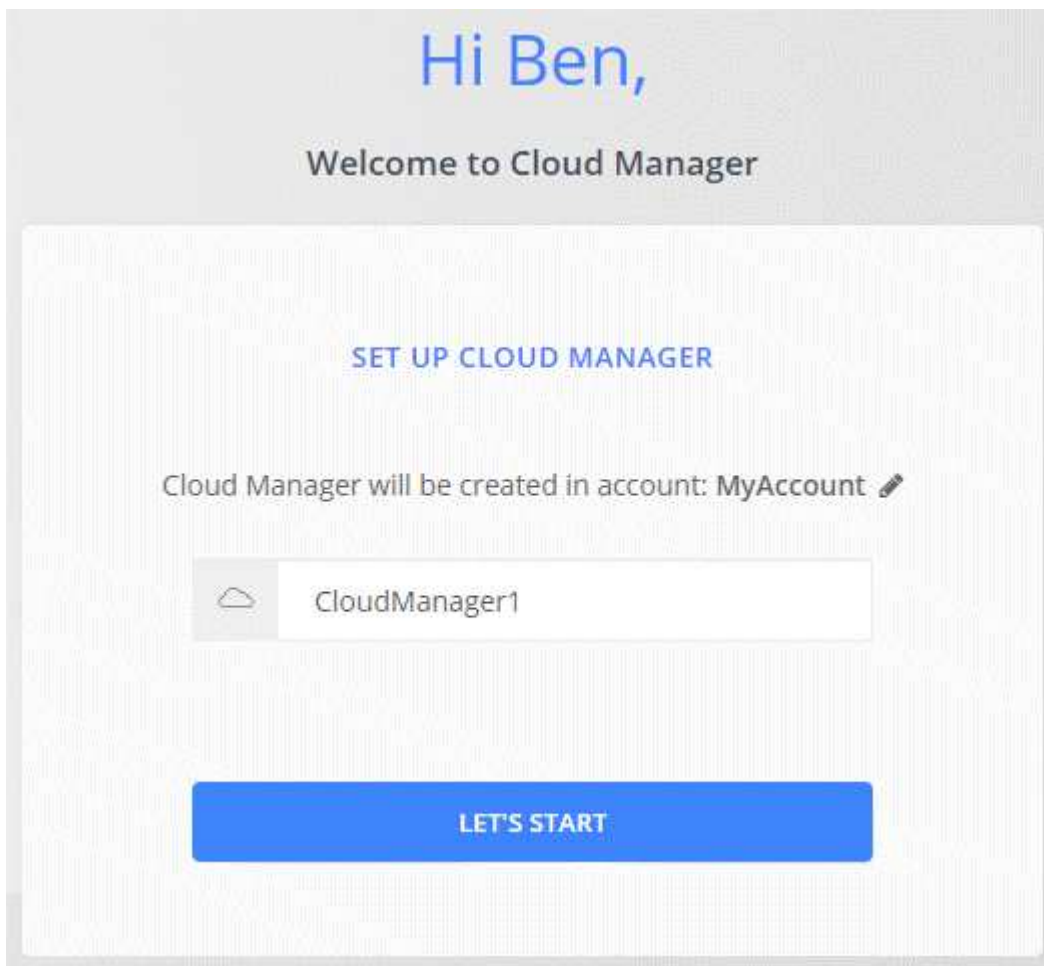 Hi Ben,
Welcome to Cloud Manager
SET UP CLOUD MANAGER
Cloud Manager will be created in account: MyAccount
CloudManager1
LET'S START